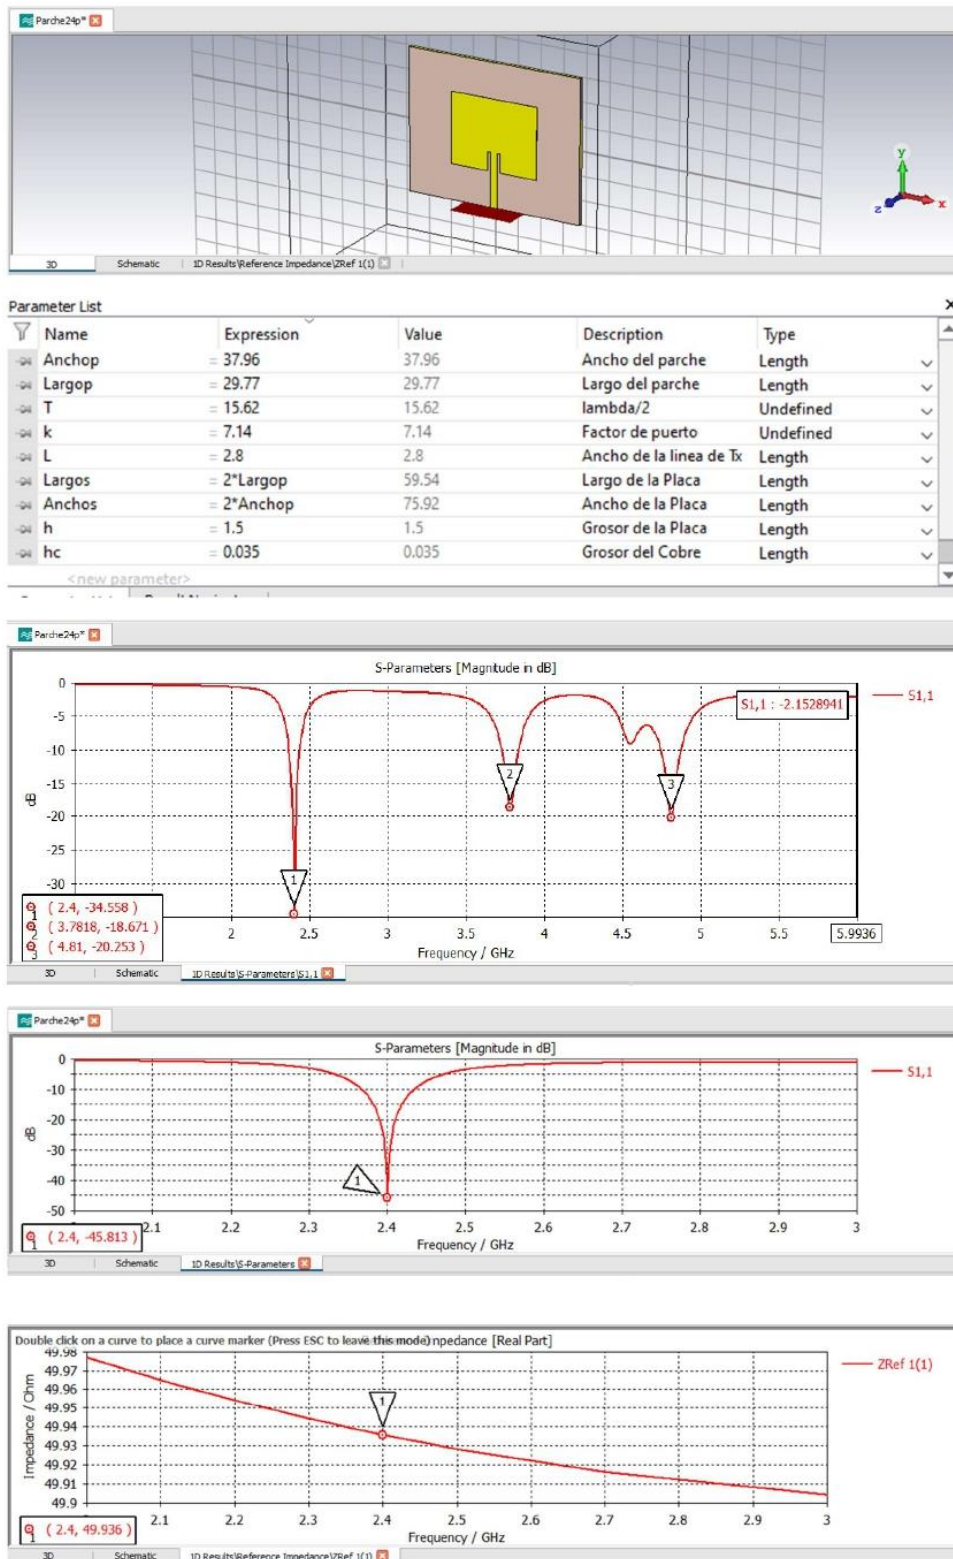 Parche24p*
y
x
z
3D Schematic 1D Results\Reference Impedance\ZRef 1(1)
Parameter List
Name Expression Value Description Type
Anchop = 37.96 37.96 Ancho del parche Length
Largop = 29.77 29.77 Largo del parche Length
T = 15.62 15.62 lambda/2 Undefined
k = 7.14 7.14 Factor de puerto Undefined
L = 2.8 2.8 Ancho de la linea de Tx Length
Largos = 2*Largop 59.54 Largo de la Placa Length
Anchos = 2*Anchop 75.92 Ancho de la Placa Length
h = 1.5 1.5 Grosor de la Placa Length
hc = 0.035 0.035 Grosor del Cobre Length
<new parameter>
Parche24p*
S-Parameters [Magnitude in dB]
0
-5
-10
-15
-20
-25
-30
dB
S1,1 : -2.1528941
S1,1
1
2
3
1 ( 2.4, -34.558 )
2 ( 3.7818, -18.671 )
3 ( 4.81, -20.253 )
2 2.5 3 3.5 4 4.5 5 5.5 5.9936
Frequency / GHz
3D Schematic 1D Results\S-Parameters\S1,1
Parche24p*
S-Parameters [Magnitude in dB]
0
-10
-20
-30
-40
-50
dB
S1,1
1
1 ( 2.4, -45.813 )
2.1 2.2 2.3 2.4 2.5 2.6 2.7 2.8 2.9 3
Frequency / GHz
3D Schematic 1D Results\S-Parameters
Double click on a curve to place a curve marker (Press ESC to leave this mode) mpedance [Real Part]
49.98
49.97
49.96
49.95
49.94
49.93
49.92
49.91
49.9
Impedance / Ohm
ZRef 1(1)
1
1 ( 2.4, 49.936 )
2.1 2.2 2.3 2.4 2.5 2.6 2.7 2.8 2.9 3
Frequency / GHz
3D Schematic 1D Results\Reference Impedance\ZRef 1(1)